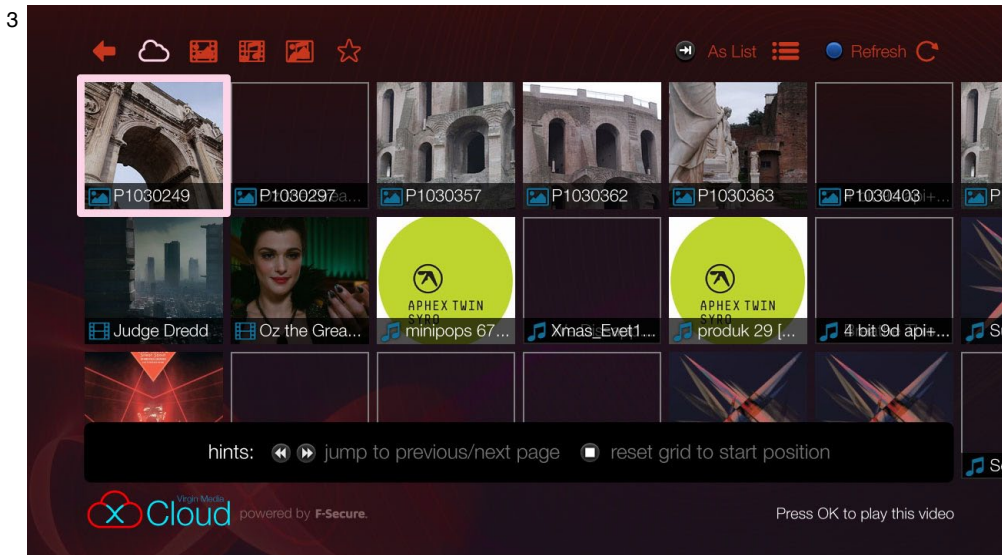 3
As List Refresh
P1030249 P1030297 P1030357 P1030362 P1030363 P1030403 P
APHEX TWIN APHEX TWIN
SYRO SYRO
Judge Dredd Oz the Grea... minipops 67... Xmas_Evet1... produk 29 [... 4 bit 9d api+... S
hints: jump to previous/next page reset grid to start position
S
Virgin Media
Cloud powered by F-Secure. Press OK to play this video